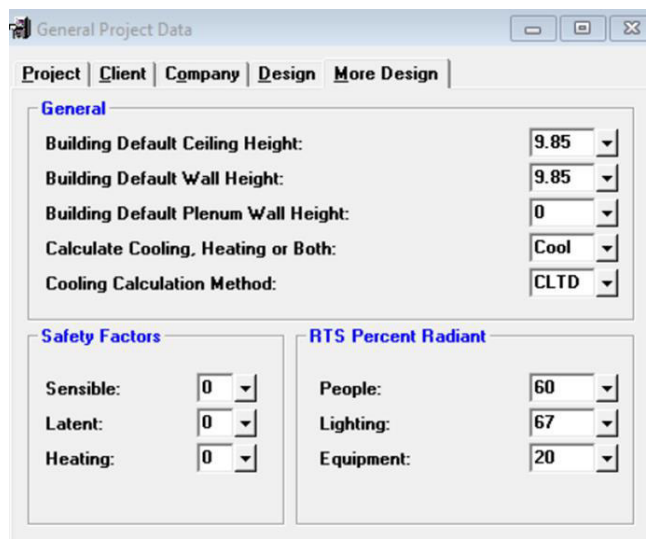 General Project Data
Project Client Company Design More Design
General
Building Default Ceiling Height: 9.85
Building Default Wall Height: 9.85
Building Default Plenum Wall Height: 0
Calculate Cooling, Heating or Both: Cool
Cooling Calculation Method: CLTD
Safety Factors
Sensible: 0
Latent: 0
Heating: 0
RTS Percent Radiant
People: 60
Lighting: 67
Equipment: 20